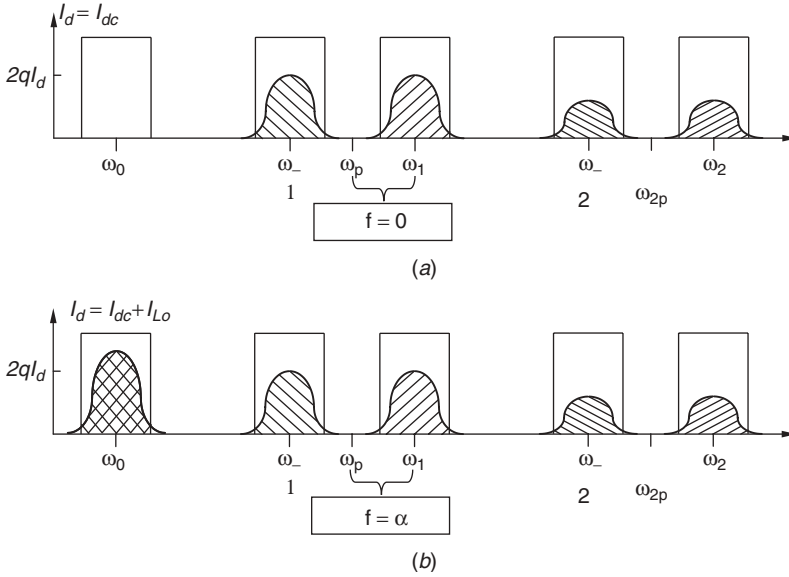 I_d = I_dc
2qI_d
ω_0 ω_– ω_p ω_1 ω_– ω_2
1 2 ω_2p
f = 0
(a)
I_d = I_dc + I_Lo
2qI_d
ω_0 ω_– ω_p ω_1 ω_– ω_2
1 2 ω_2p
f = α
(b)